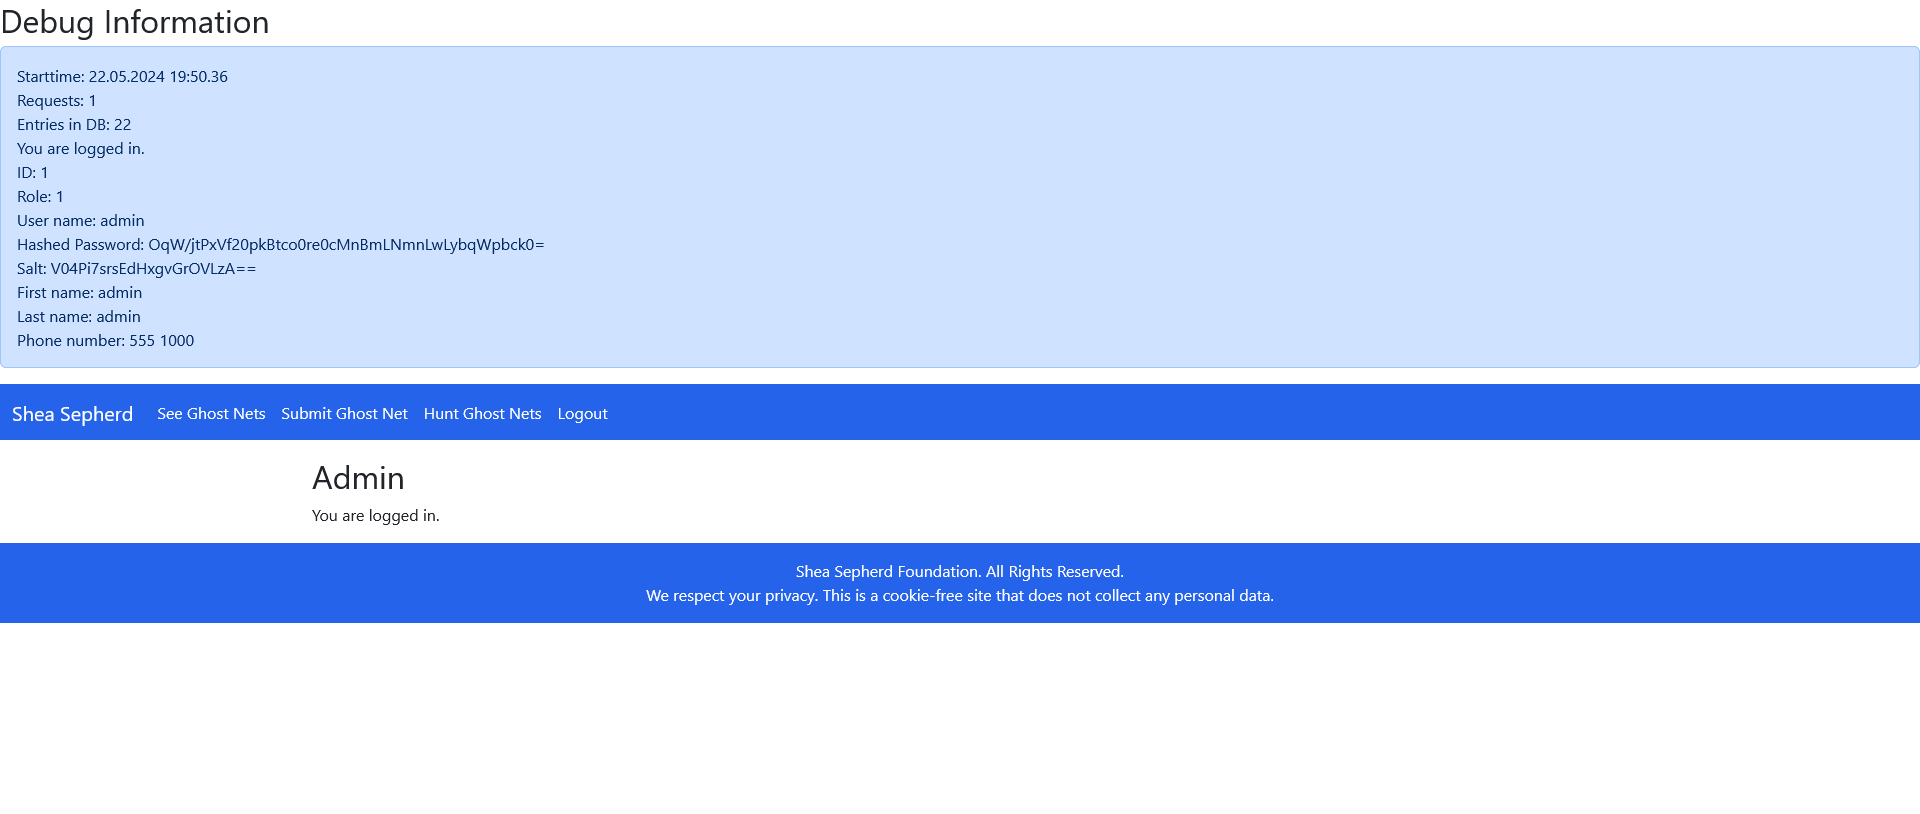 Debug Information
Starttime: 22.05.2024 19:50.36
Requests: 1
Entries in DB: 22
You are logged in.
ID: 1
Role: 1
User name: admin
Hashed Password: OqW/jtPxVf20pkBtco0re0cMnBmLNmnLwLybqWpbck0=
Salt: V04Pi7srsEdHxgvGrOVLzA==
First name: admin
Last name: admin
Phone number: 555 1000
Shea Sepherd See Ghost Nets Submit Ghost Net Hunt Ghost Nets Logout
Admin
You are logged in.
Shea Sepherd Foundation. All Rights Reserved.
We respect your privacy. This is a cookie-free site that does not collect any personal data.